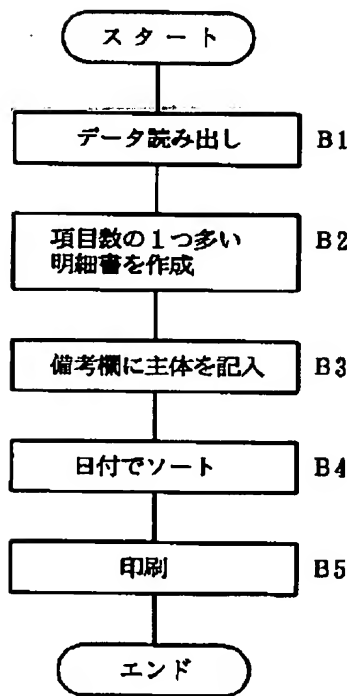 スタート
データ読み出し B1
項目数の1つ多い
明細書を作成 B2
備考欄に主体を記入 B3
日付でソート B4
印刷 B5
エンド